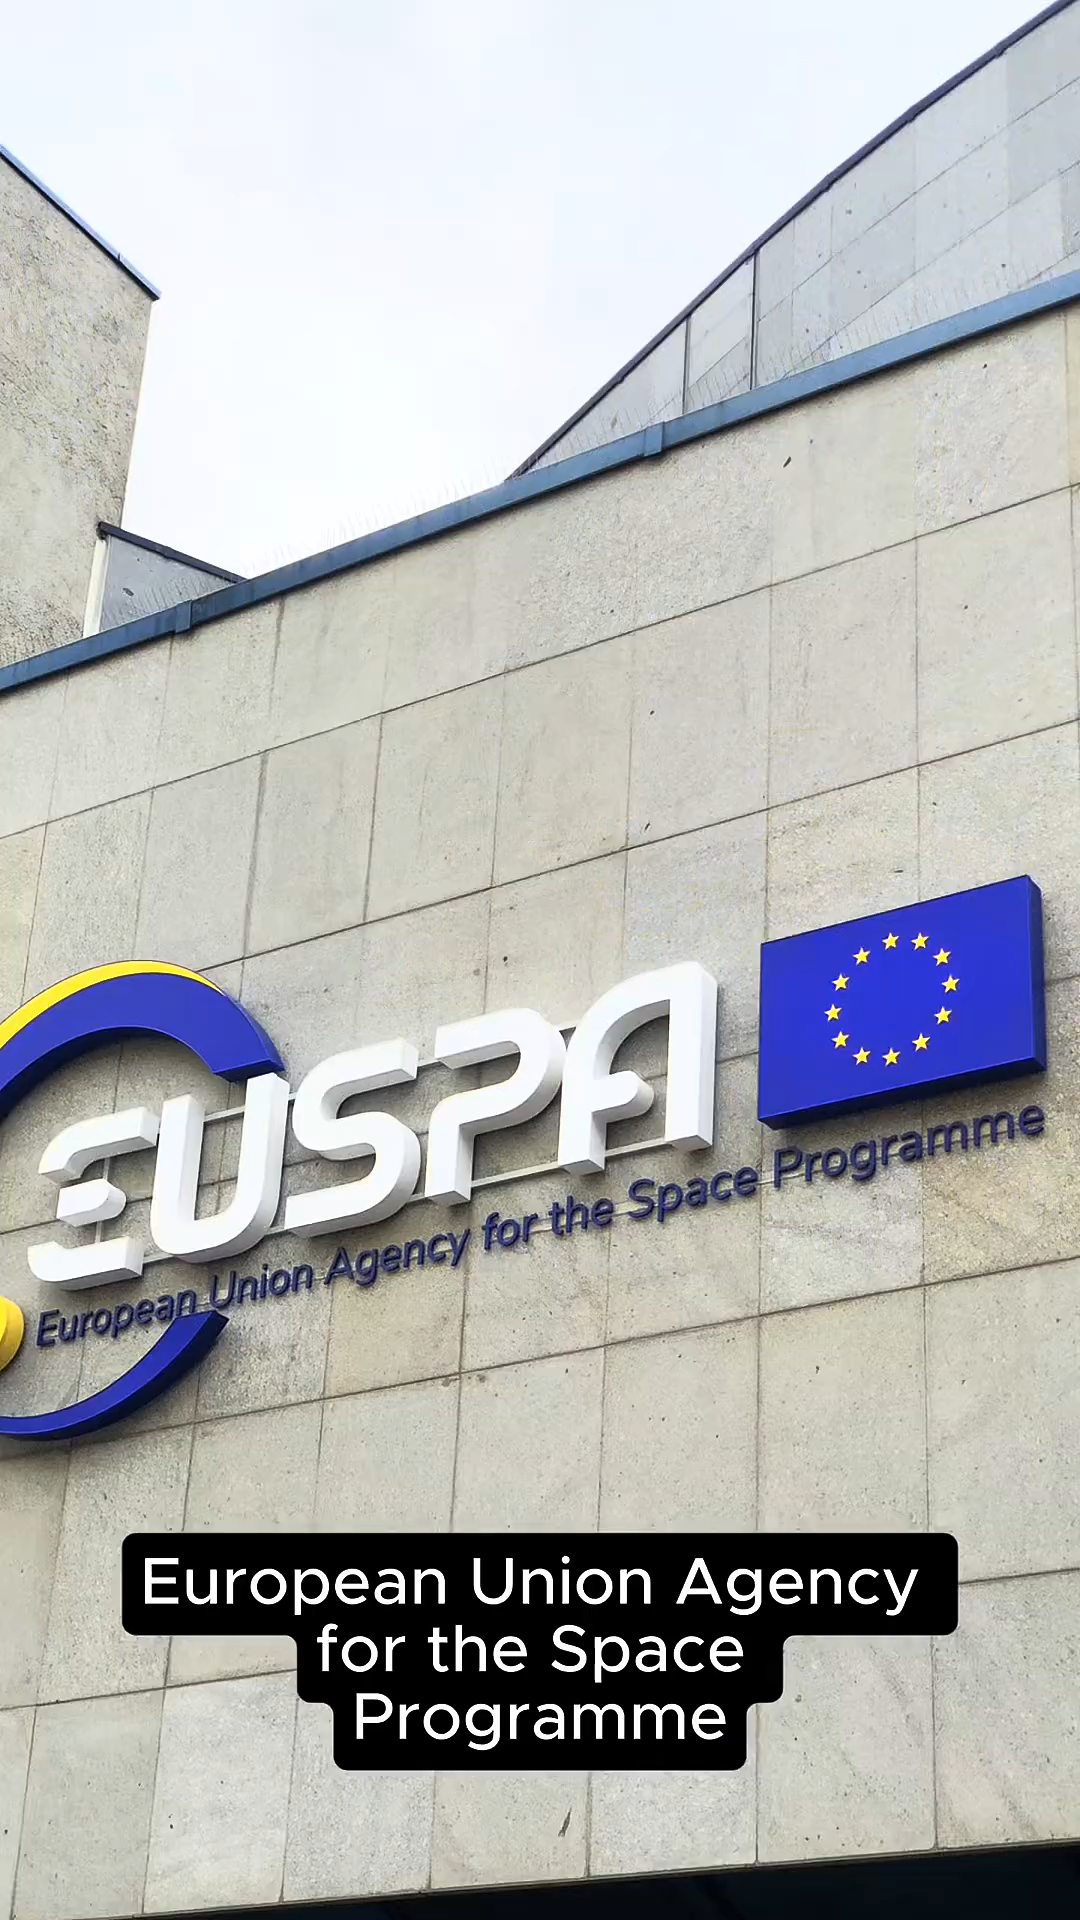 EUSPA
European Union Agency for the Space Programme
European Union Agency
for the Space
Programme